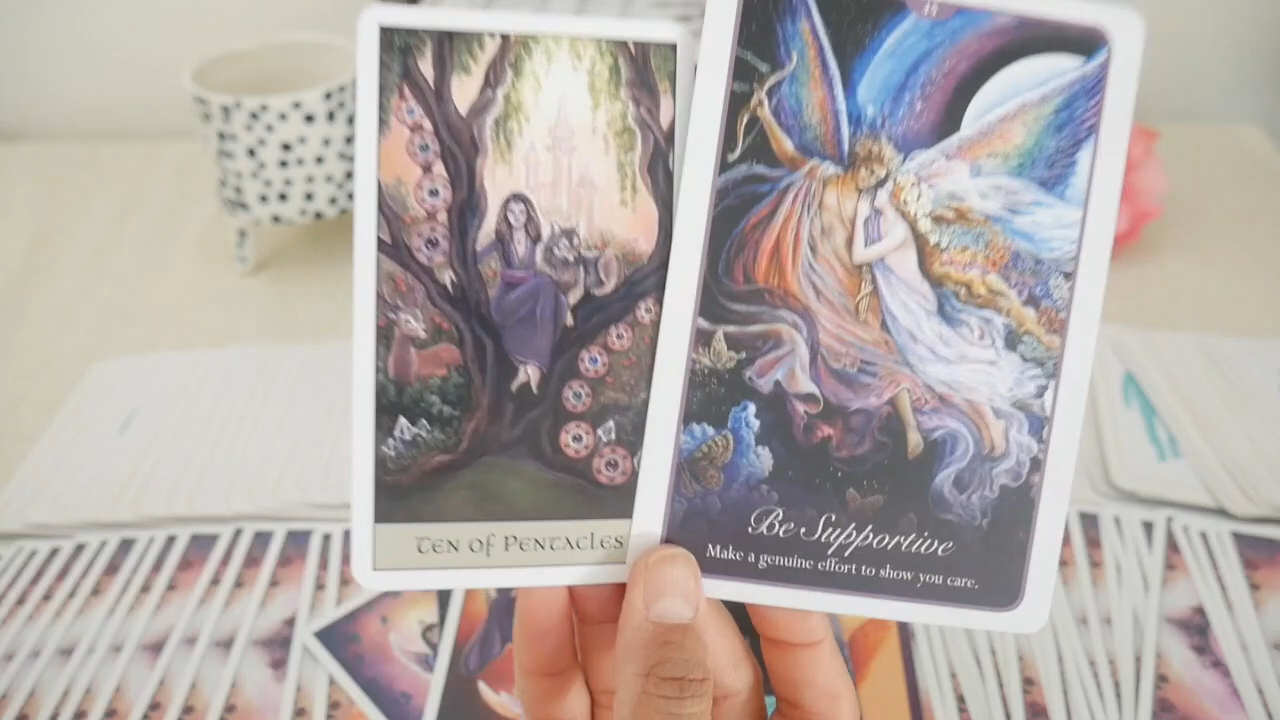 TEN OF PENTACLES
Be Supportive
Make a genuine effort to show you care.